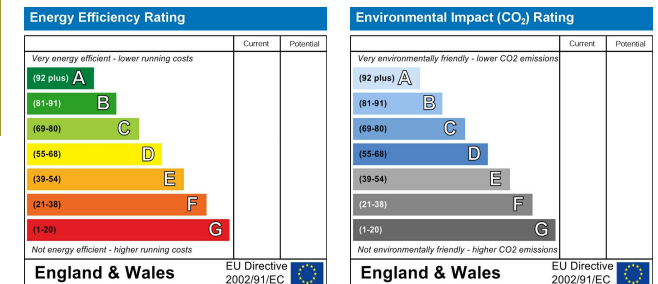 Energy Efficiency Rating
Current Potential
Very energy efficient - lower running costs
(92 plus) A
(81-91) B
(69-80) C
(55-68) D
(39-54) E
(21-38) F
(1-20) G
Not energy efficient - higher running costs
England & Wales
EU Directive
2002/91/EC
Environmental Impact (CO₂) Rating
Current Potential
Very environmentally friendly - lower CO2 emissions
(92 plus) A
(81-91) B
(69-80) C
(55-68) D
(39-54) E
(21-38) F
(1-20) G
Not environmentally friendly - higher CO2 emissions
England & Wales
EU Directive
2002/91/EC